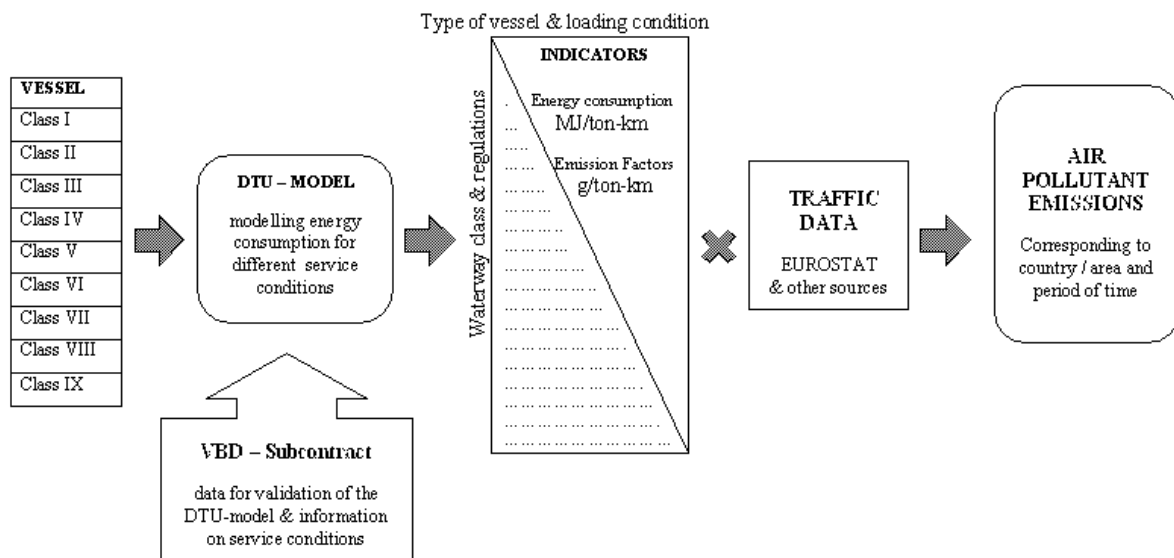 Type of vessel & loading condition
VESSEL
Class I
Class II
Class III
Class IV
Class V
Class VI
Class VII
Class VIII
Class IX
DTU – MODEL
modelling energy
consumption for
different service
conditions
VBD – Subcontract
data for validation of the
DTU-model & information
on service conditions
Waterway class & regulations
INDICATORS
Energy consumption
MJ/ton-km
Emission Factors
g/ton-km
TRAFFIC
DATA
EUROSTAT
& other sources
AIR
POLLUTANT
EMISSIONS
Corresponding to
country / area and
period of time